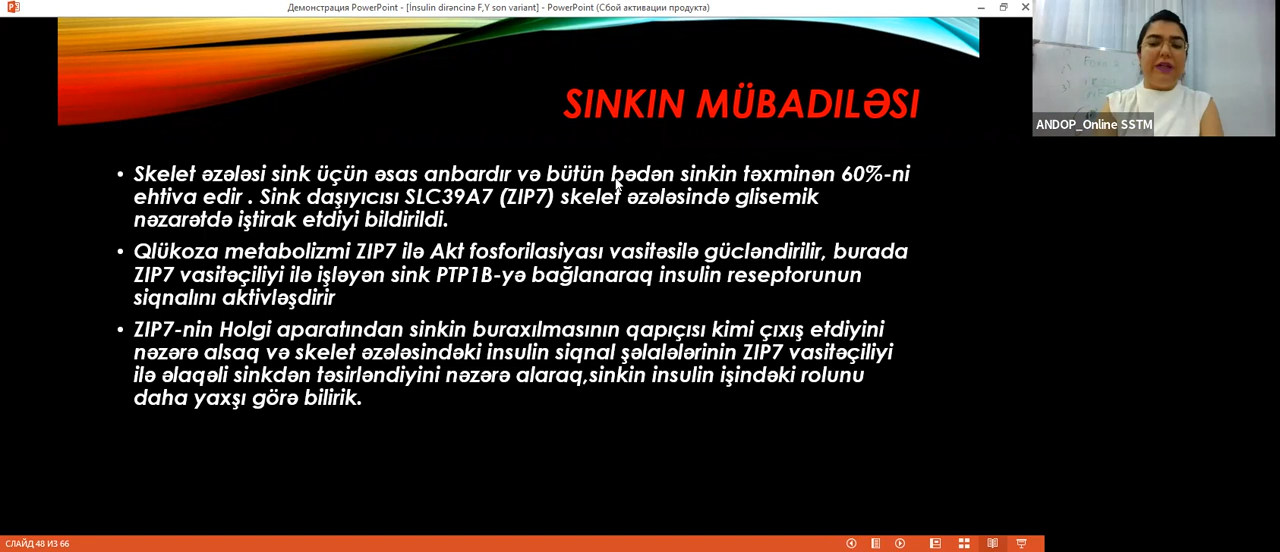 Демонстрация PowerPoint - [İnsulin dirəncinə F,Y son variant] - PowerPoint (Сбой активации продукта)
SINKIN MÜBADILƏSI
ANDOP_Online SSTM
• Skelet əzələsi sink üçün əsas anbardır və bütün bədən sinkin təxminən 60%-ni
ehtiva edir . Sink daşıyıcısı SLC39A7 (ZIP7) skelet əzələsində glisemik
nəzarətdə iştirak etdiyi bildirildi.
• Qlükoza metabolizmi ZIP7 ilə Akt fosforilasiyası vasitəsilə gücləndirilir, burada
ZIP7 vasitəçiliyi ilə işləyən sink PTP1B-yə bağlanaraq insulin reseptorunun
siqnalını aktivləşdirir
• ZIP7-nin Holgi aparatından sinkin buraxılmasının qapıçısı kimi çıxış etdiyini
nəzərə alsaq və skelet əzələsindəki insulin siqnal şəlalələrinin ZIP7 vasitəçiliyi
ilə əlaqəli sinkdən təsirləndiyini nəzərə alaraq,sinkin insulin işindəki rolunu
daha yaxşı görə bilirik.
СЛАЙД 48 ИЗ 66